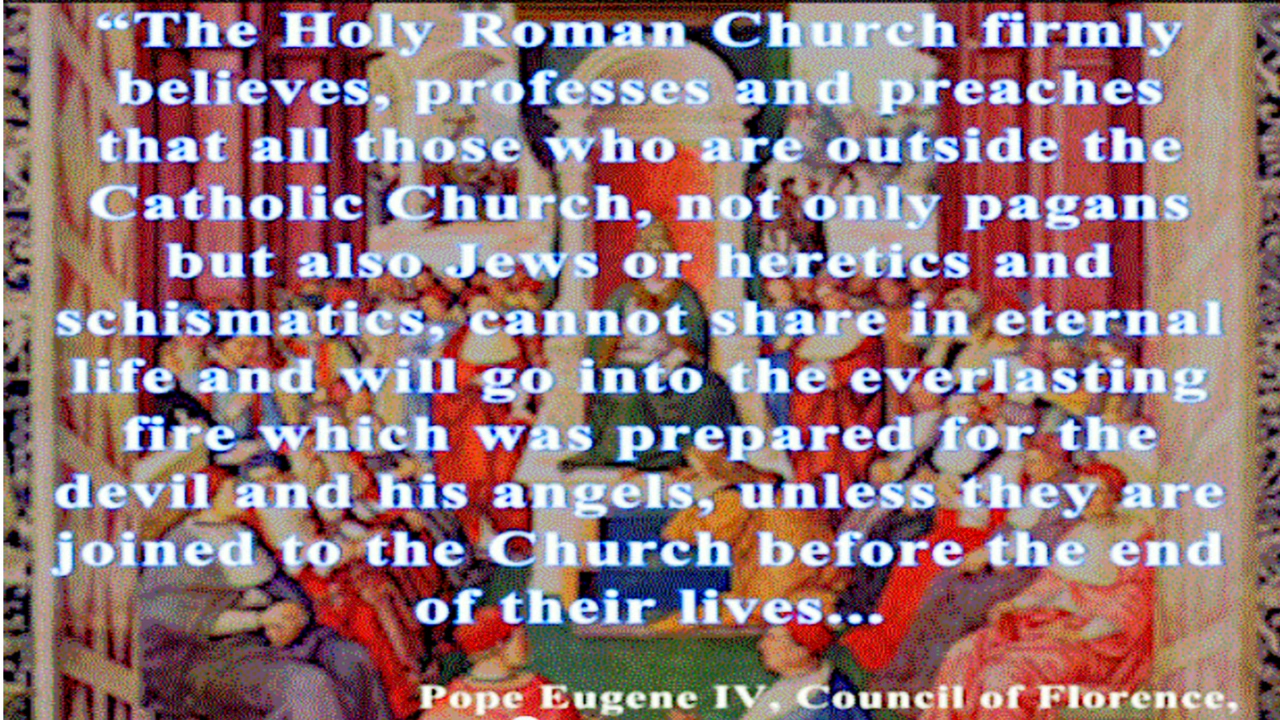 “The Holy Roman Church firmly
believes, professes and preaches
that all those who are outside the
Catholic Church, not only pagans
but also Jews or heretics and
schismatics, cannot share in eternal
life and will go into the everlasting
fire which was prepared for the
devil and his angels, unless they are
joined to the Church before the end
of their lives...
Pope Eugene IV, Council of Florence,